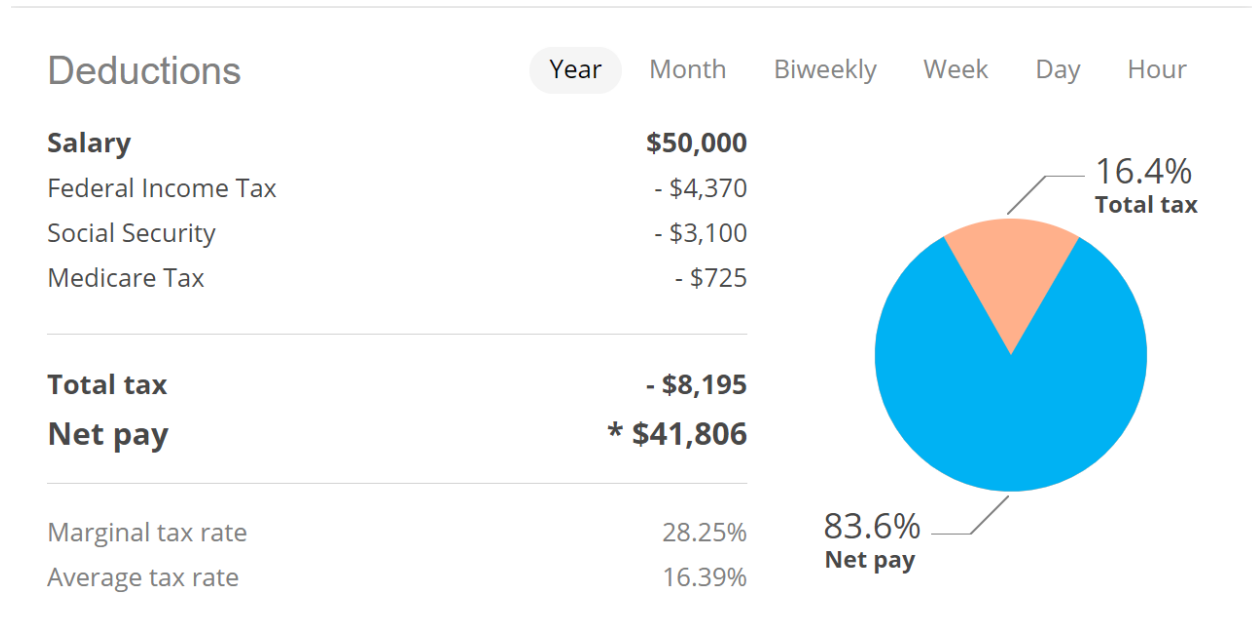 Deductions Year Month Biweekly Week Day Hour
Salary $50,000
Federal Income Tax - $4,370
Social Security - $3,100
Medicare Tax - $725
Total tax - $8,195
Net pay * $41,806
Marginal tax rate 28.25%
Average tax rate 16.39%
16.4%
Total tax
83.6%
Net pay